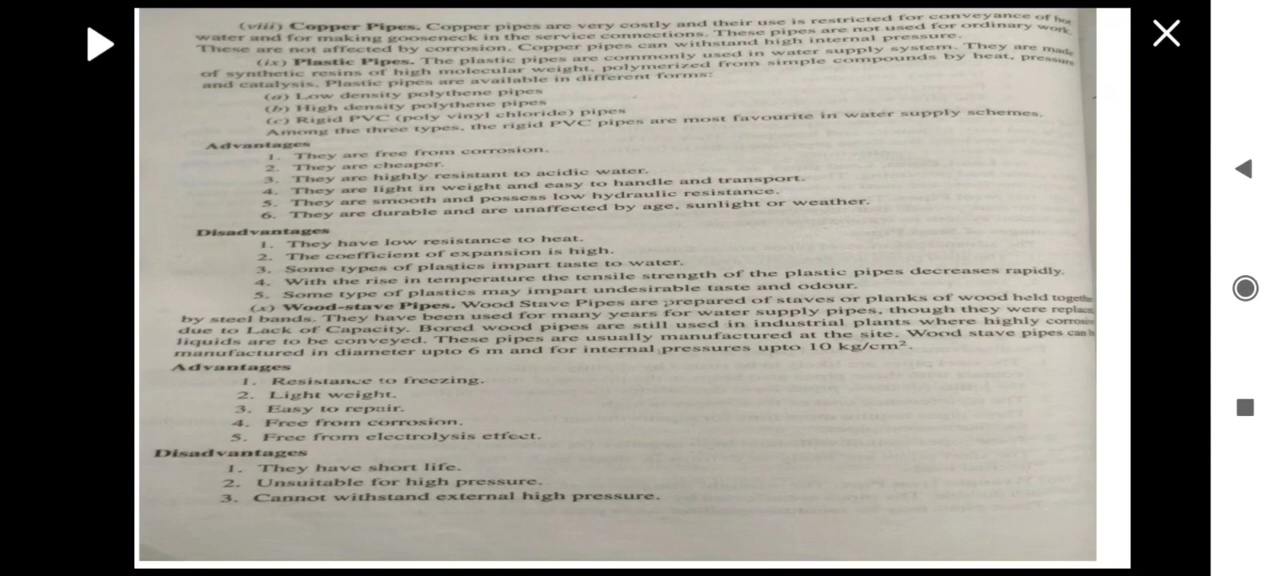 (viii) Copper Pipes. Copper pipes are very costly and their use is restricted for conveyance of hot
water and for making gooseneck in the service connections. These pipes are not used for ordinary work.
These are not affected by corrosion. Copper pipes can withstand high internal pressure.
(ix) Plastic Pipes. The plastic pipes are commonly used in water supply system. They are made
of synthetic resins of high molecular weight, polymerized from simple compounds by heat, pressure
and catalysis. Plastic pipes are available in different forms:
(a) Low density polythene pipes
(b) High density polythene pipes
(c) Rigid PVC (poly vinyl chloride) pipes
Among the three types, the rigid PVC pipes are most favourite in water supply schemes.
Advantages
1. They are free from corrosion.
2. They are cheaper.
3. They are highly resistant to acidic water.
4. They are light in weight and easy to handle and transport.
5. They are smooth and possess low hydraulic resistance.
6. They are durable and are unaffected by age, sunlight or weather.
Disadvantages
1. They have low resistance to heat.
2. The coefficient of expansion is high.
3. Some types of plastics impart taste to water.
4. With the rise in temperature the tensile strength of the plastic pipes decreases rapidly.
5. Some type of plastics may impart undesirable taste and odour.
(x) Wood-stave Pipes. Wood Stave Pipes are prepared of staves or planks of wood held togethe
by steel bands. They have been used for many years for water supply pipes, though they were
due to Lack of Capacity. Bored wood pipes are still used in industrial plants where highly
liquids are to be conveyed. These pipes are usually manufactured at the site. Wood stave pipes can
manufactured in diameter upto 6 m and for internal pressures upto 10 kg/cm².
Advantages
1. Resistance to freezing.
2. Light weight.
3. Easy to repair.
4. Free from corrosion.
5. Free from electrolysis effect.
Disadvantages
1. They have short life.
2. Unsuitable for high pressure.
3. Cannot withstand external high pressure.